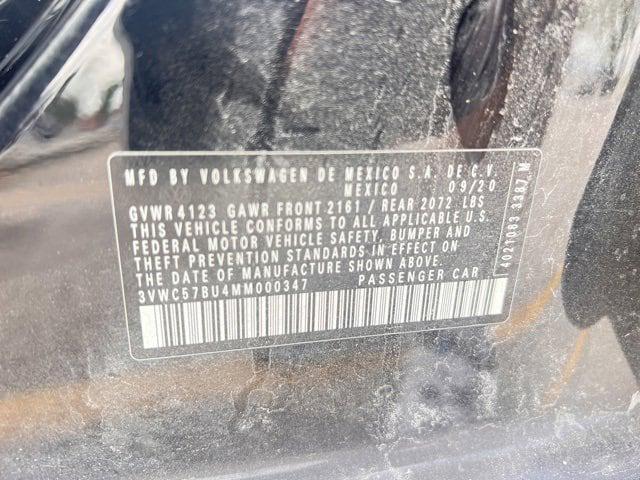 MFD BY VOLKSWAGEN DE MEXICO S.A. DE C.V.
MEXICO 09/20
GVWR 4123 GAWR FRONT 2161 / REAR 2072 LBS
THIS VEHICLE CONFORMS TO ALL APPLICABLE U.S.
FEDERAL MOTOR VEHICLE SAFETY, BUMPER AND
THEFT PREVENTION STANDARDS IN EFFECT ON
THE DATE OF MANUFACTURE SHOWN ABOVE.
3VWC57BU4MM000347 PASSENGER CAR
4021083 3387 M